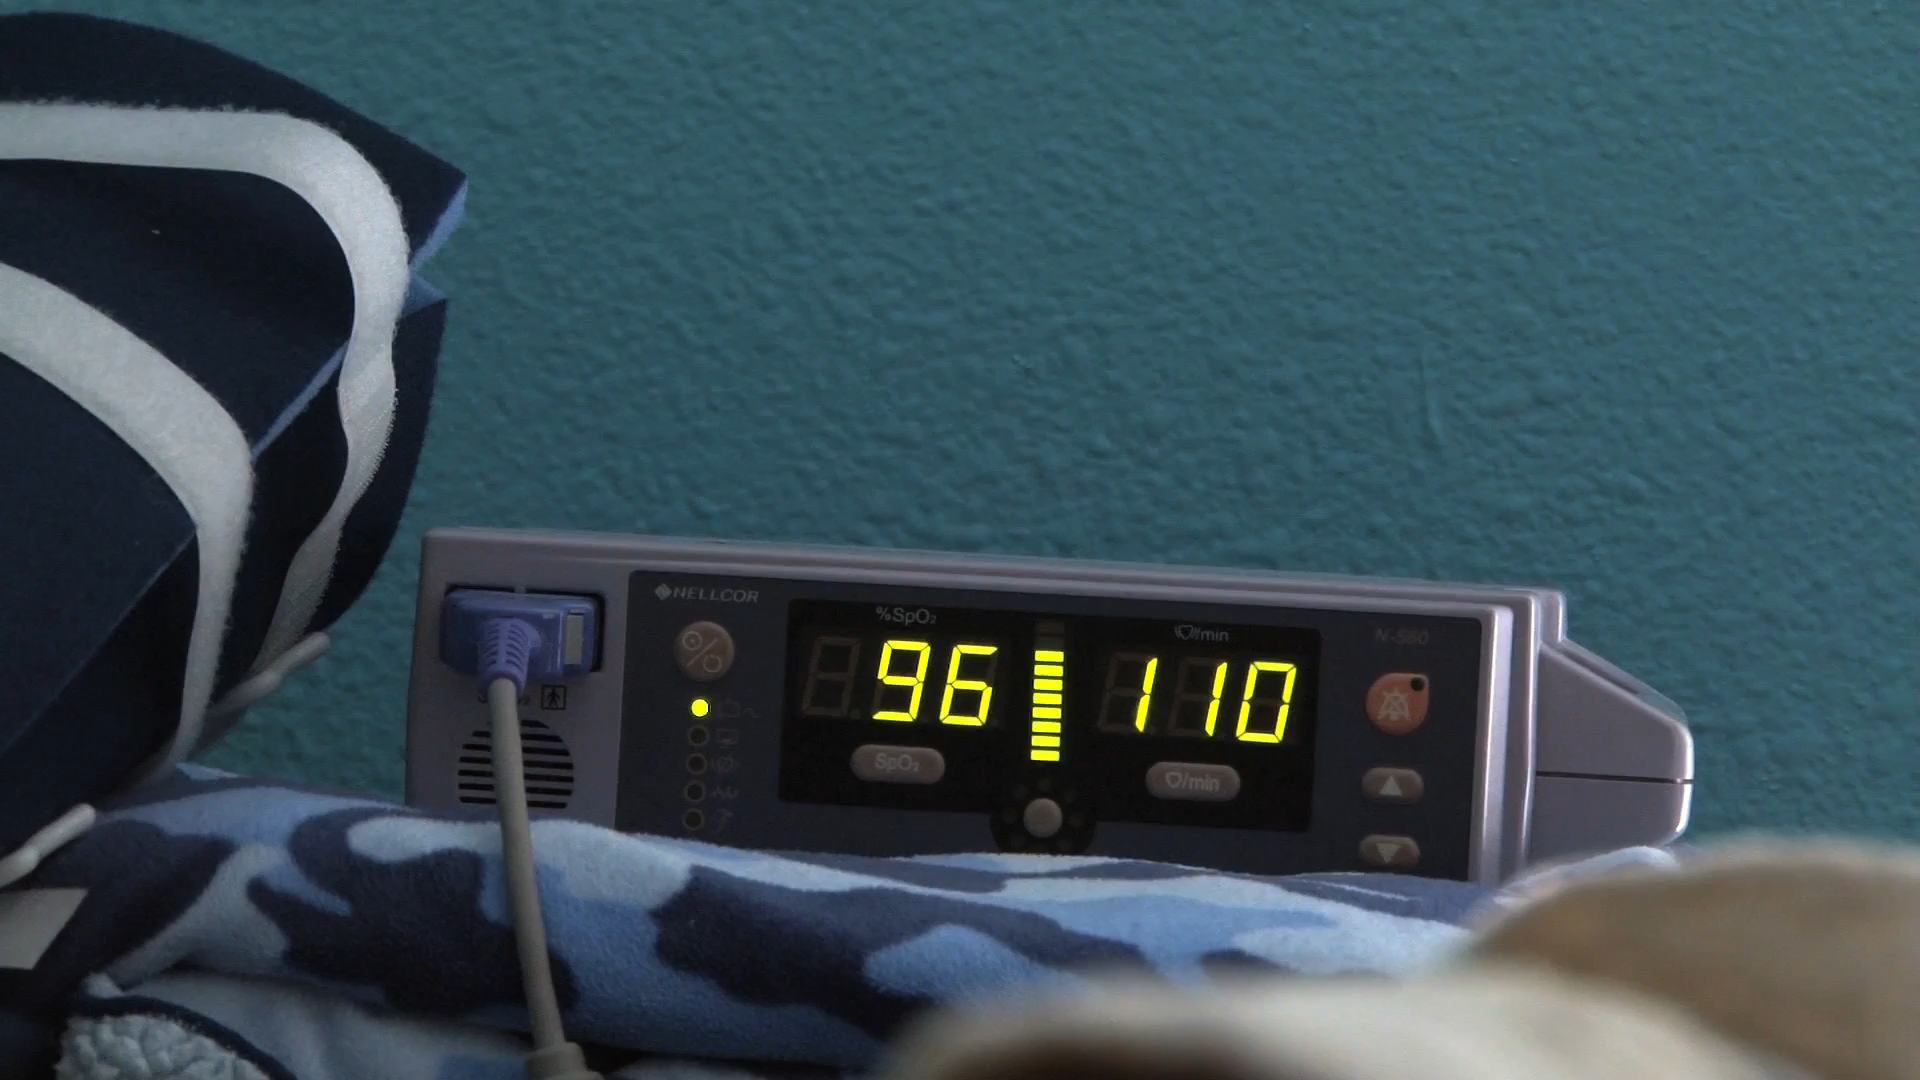 NELLCOR
%SpO₂
/min
N-560
96
110
SpO₂
/min